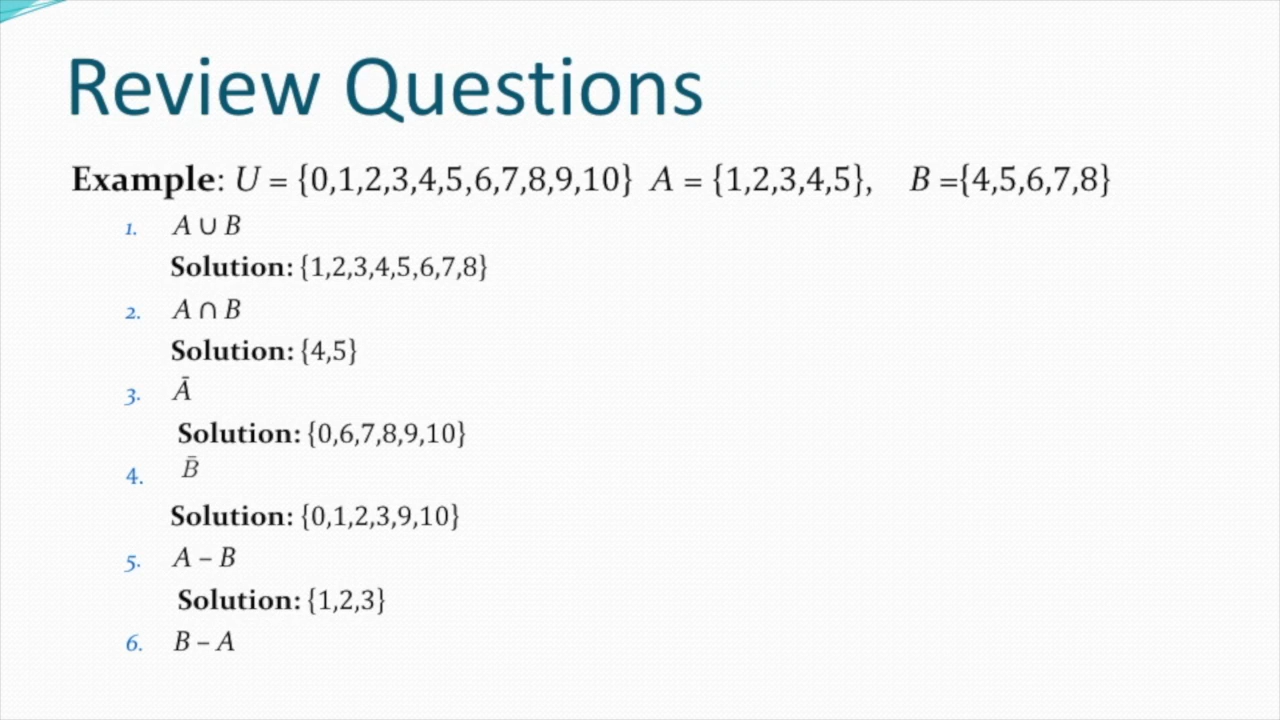 Review Questions
Example: U = {0,1,2,3,4,5,6,7,8,9,10} A = {1,2,3,4,5}, B ={4,5,6,7,8}
1. A ∪ B
Solution: {1,2,3,4,5,6,7,8}
2. A ∩ B
Solution: {4,5}
3. Ā
Solution: {0,6,7,8,9,10}
4. B̄
Solution: {0,1,2,3,9,10}
5. A – B
Solution: {1,2,3}
6. B – A